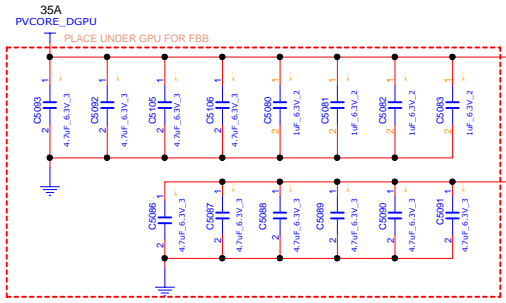 35A
PVCORE_DGPU
PLACE UNDER GPU FOR FBB
1
1
1
1
1
1
1
1
C5093
4.7uF_6.3V_3
C5092
4.7uF_6.3V_3
C5105
4.7uF_6.3V_3
C5106
4.7uF_6.3V_3
C5080
1uF_6.3V_2
C5081
1uF_6.3V_2
C5082
1uF_6.3V_2
C5083
1uF_6.3V_2
2
2
2
2
2
2
2
2
1
1
1
1
1
1
C5086
4.7uF_6.3V_3
C5087
4.7uF_6.3V_3
C5088
4.7uF_6.3V_3
C5089
4.7uF_6.3V_3
C5090
4.7uF_6.3V_3
C5091
4.7uF_6.3V_3
2
2
2
2
2
2